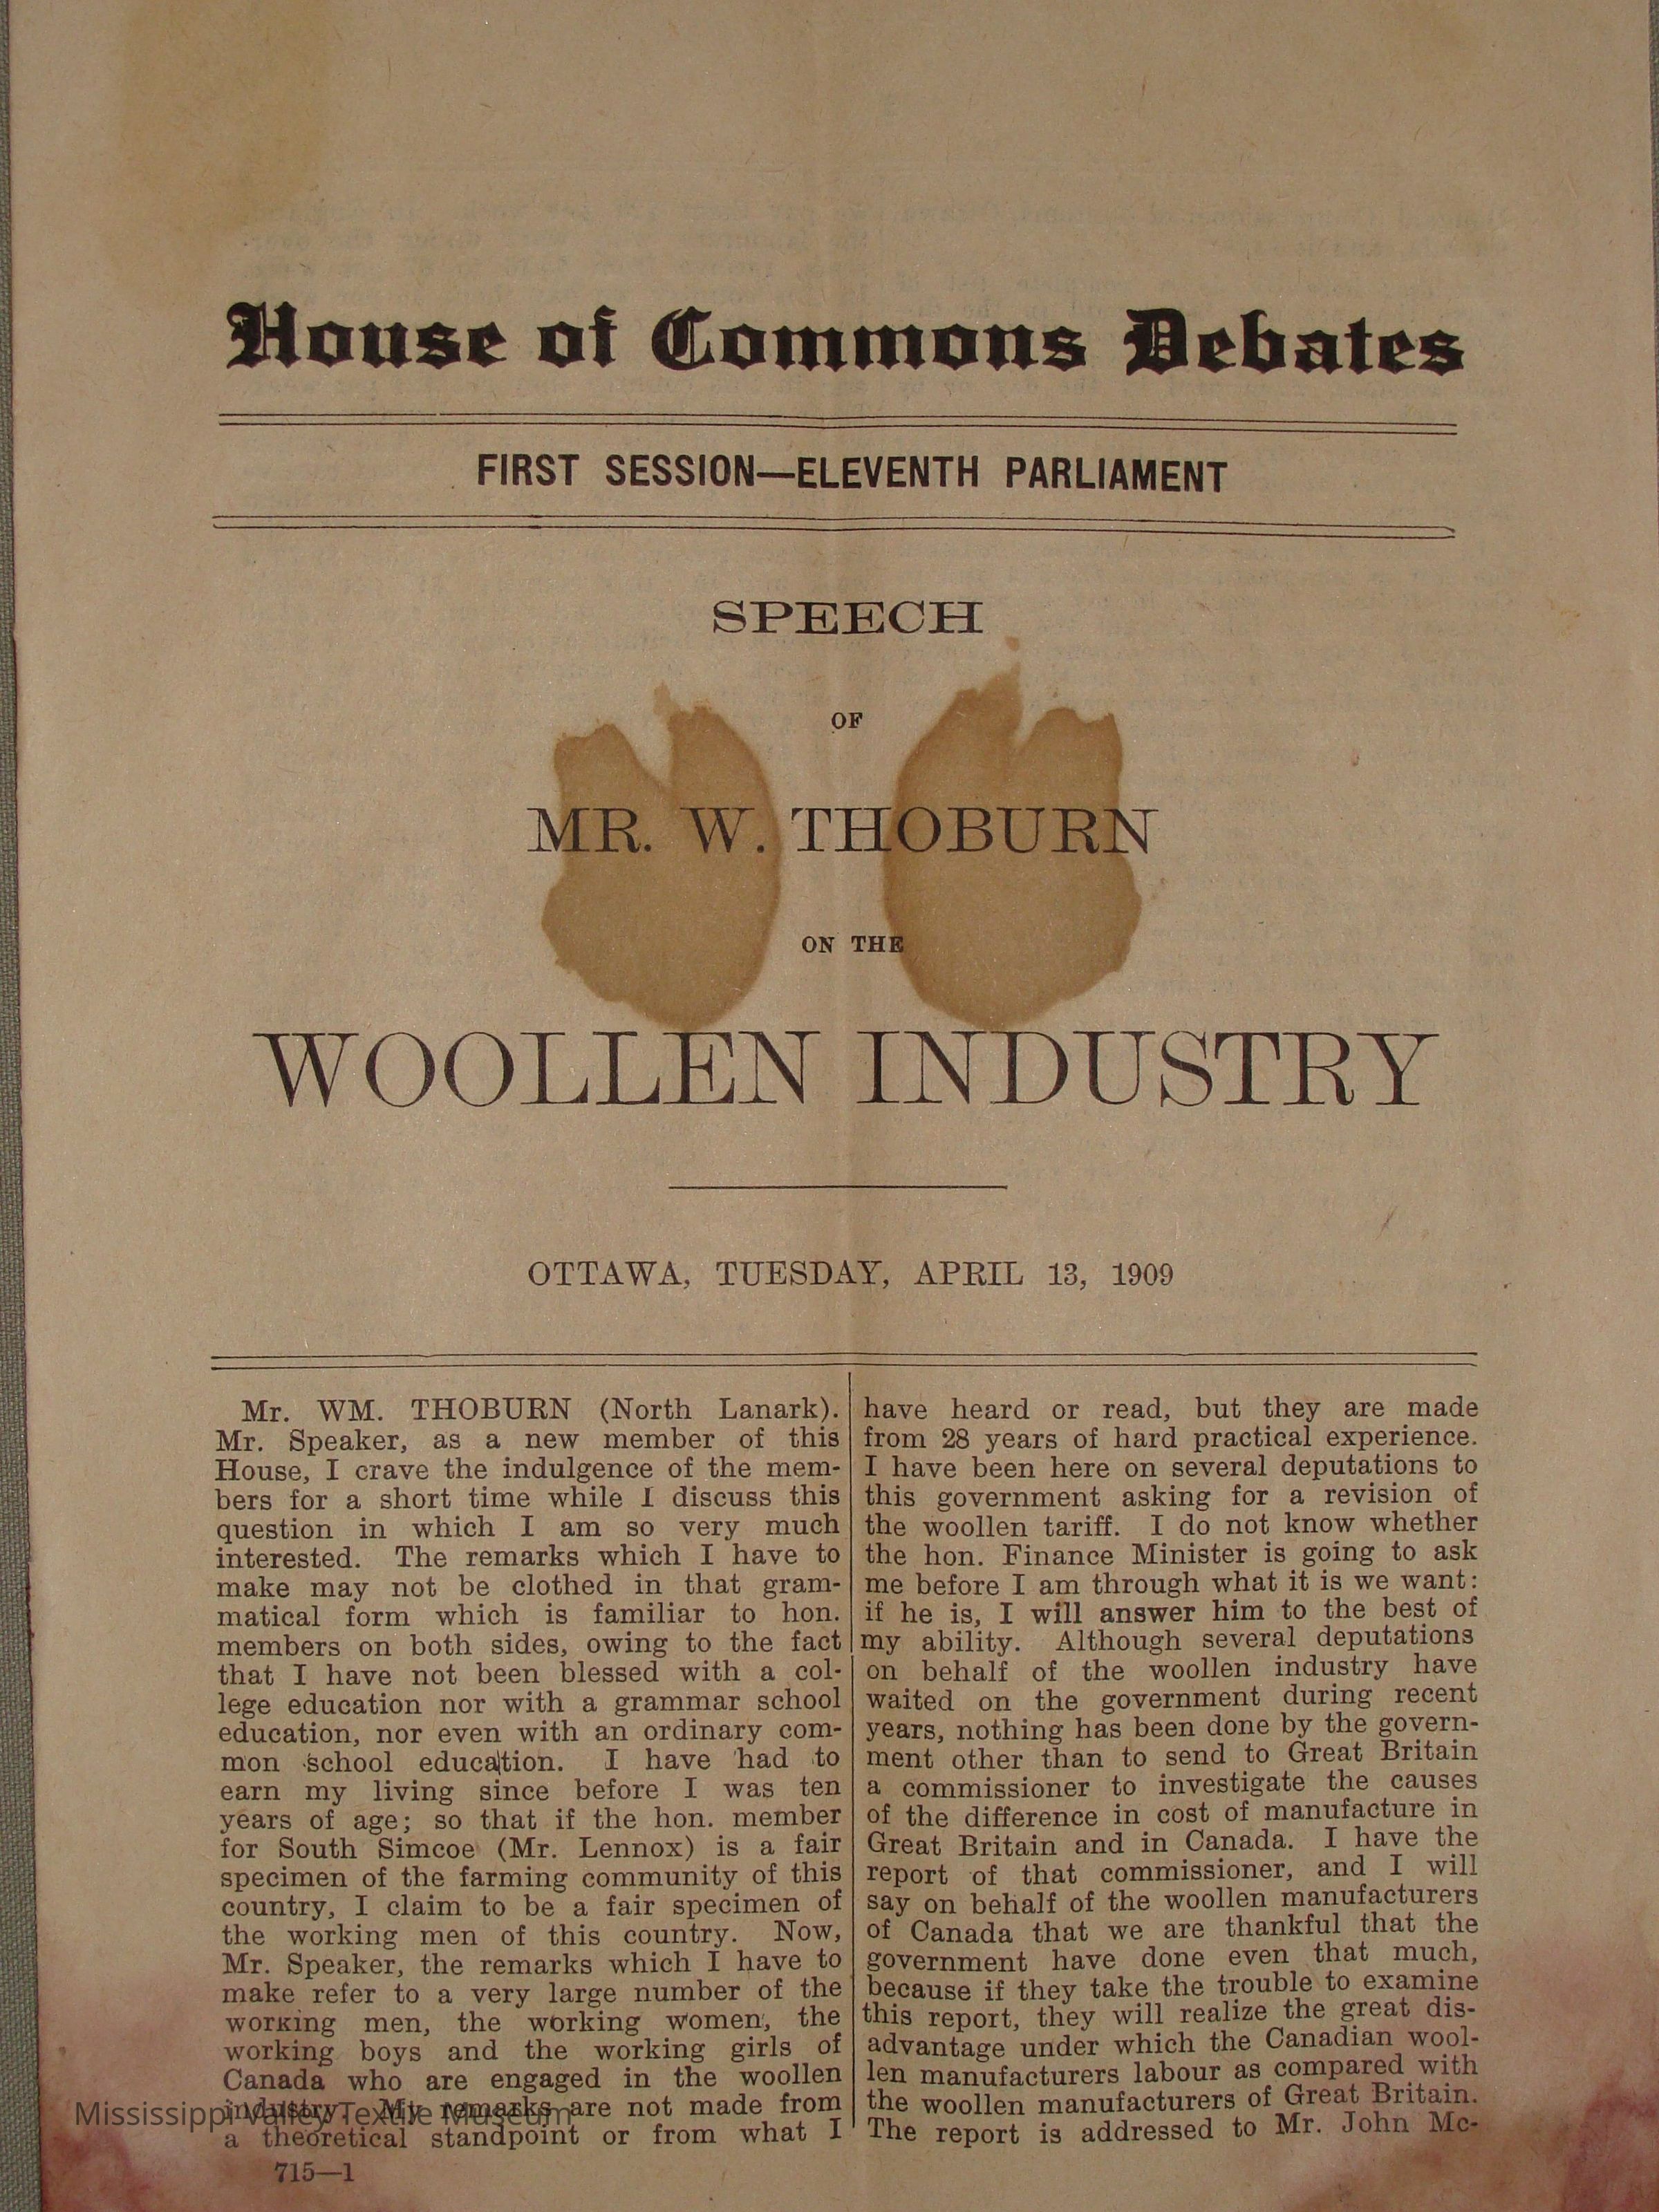 House of Commons Debates
FIRST SESSION—ELEVENTH PARLIAMENT
SPEECH
OF
MR. W. THOBURN
ON THE
WOOLLEN INDUSTRY
OTTAWA, TUESDAY, APRIL 13, 1909
Mr. WM. THOBURN (North Lanark).
Mr. Speaker, as a new member of this
House, I crave the indulgence of the mem-
bers for a short time while I discuss this
question in which I am so very much
interested. The remarks which I have to
make may not be clothed in that gram-
matical form which is familiar to hon.
members on both sides, owing to the fact
that I have not been blessed with a col-
lege education nor with a grammar school
education, nor even with an ordinary com-
mon school education. I have had to
earn my living since before I was ten
years of age; so that if the hon. member
for South Simcoe (Mr. Lennox) is a fair
specimen of the farming community of this
country, I claim to be a fair specimen of
the working men of this country. Now,
Mr. Speaker, the remarks which I have to
make refer to a very large number of the
working men, the working women, the
working boys and the working girls of
Canada who are engaged in the woollen
industry. My remarks are not made from
a theoretical standpoint or from what I
715—1
have heard or read, but they are made
from 28 years of hard practical experience.
I have been here on several deputations to
this government asking for a revision of
the woollen tariff. I do not know whether
the hon. Finance Minister is going to ask
me before I am through what it is we want:
if he is, I will answer him to the best of
my ability. Although several deputations
on behalf of the woollen industry have
waited on the government during recent
years, nothing has been done by the govern-
ment other than to send to Great Britain
a commissioner to investigate the causes
of the difference in cost of manufacture in
Great Britain and in Canada. I have the
report of that commissioner, and I will
say on behalf of the woollen manufacturers
of Canada that we are thankful that the
government have done even that much,
because if they take the trouble to examine
this report, they will realize the great dis-
advantage under which the Canadian wool-
len manufacturers labour as compared with
the woollen manufacturers of Great Britain.
The report is addressed to Mr. John Mc-
Mississippi Valley Textile Museum